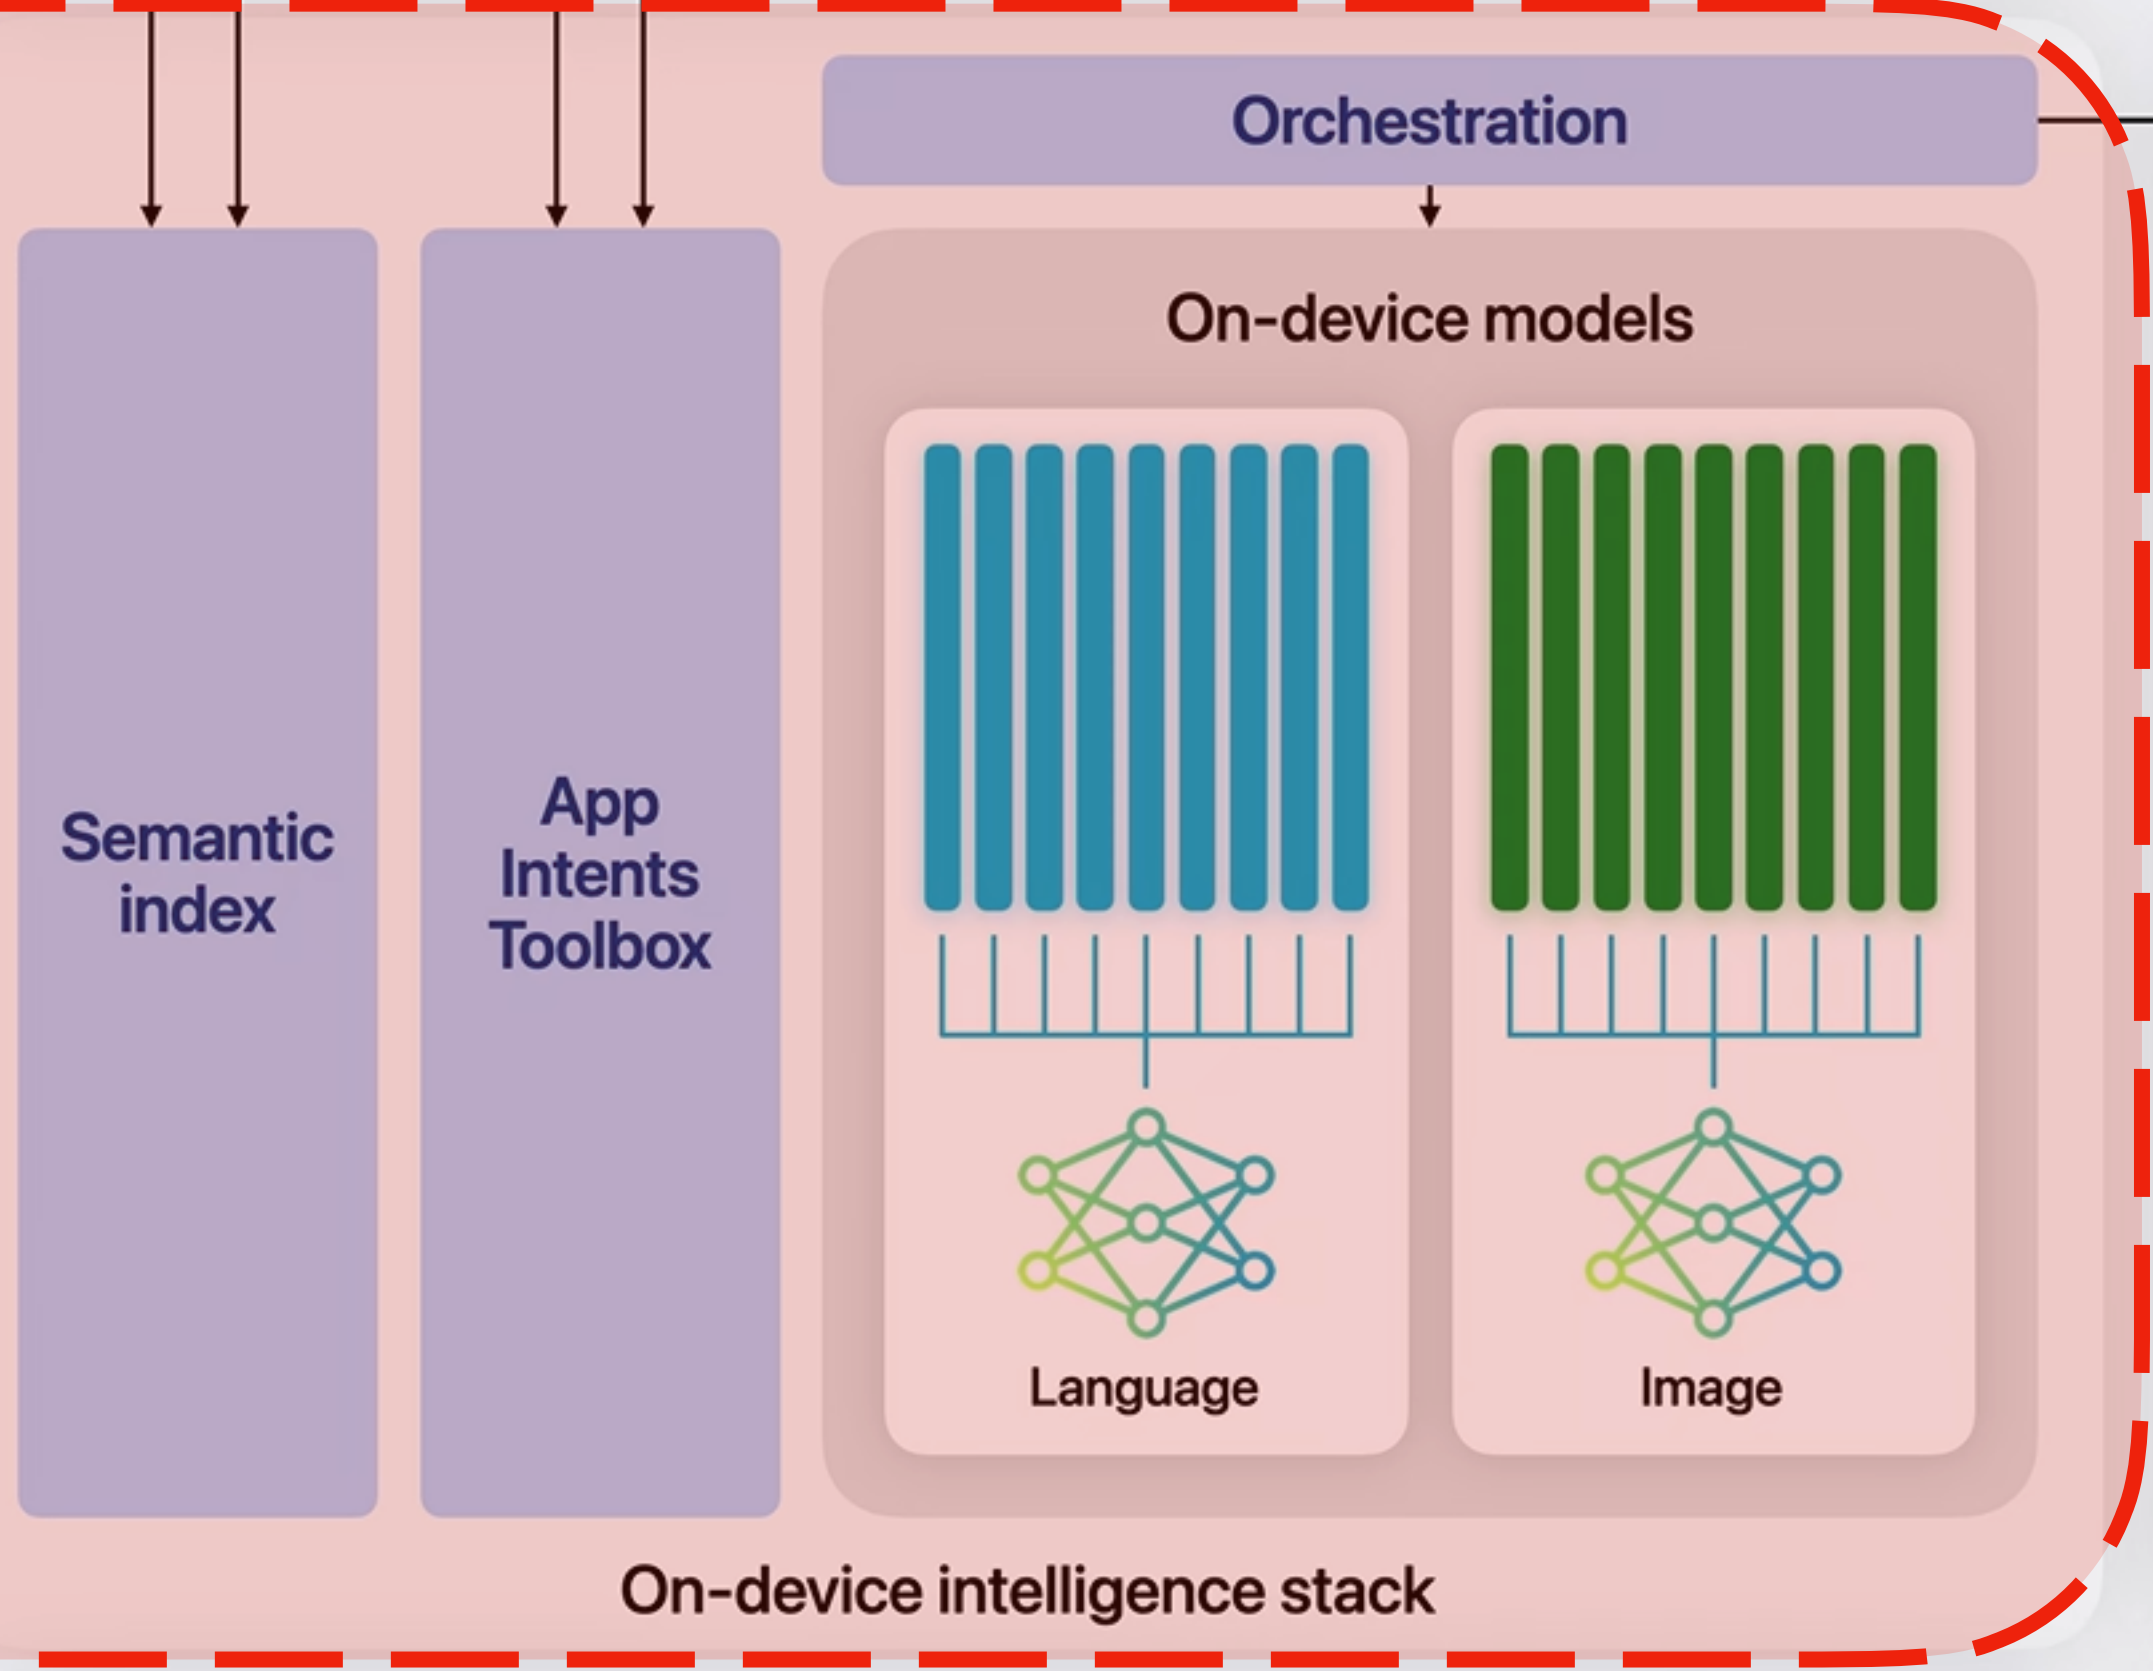 Orchestration
On-device models
Semantic
index
App
Intents
Toolbox
Language
Image
On-device intelligence stack